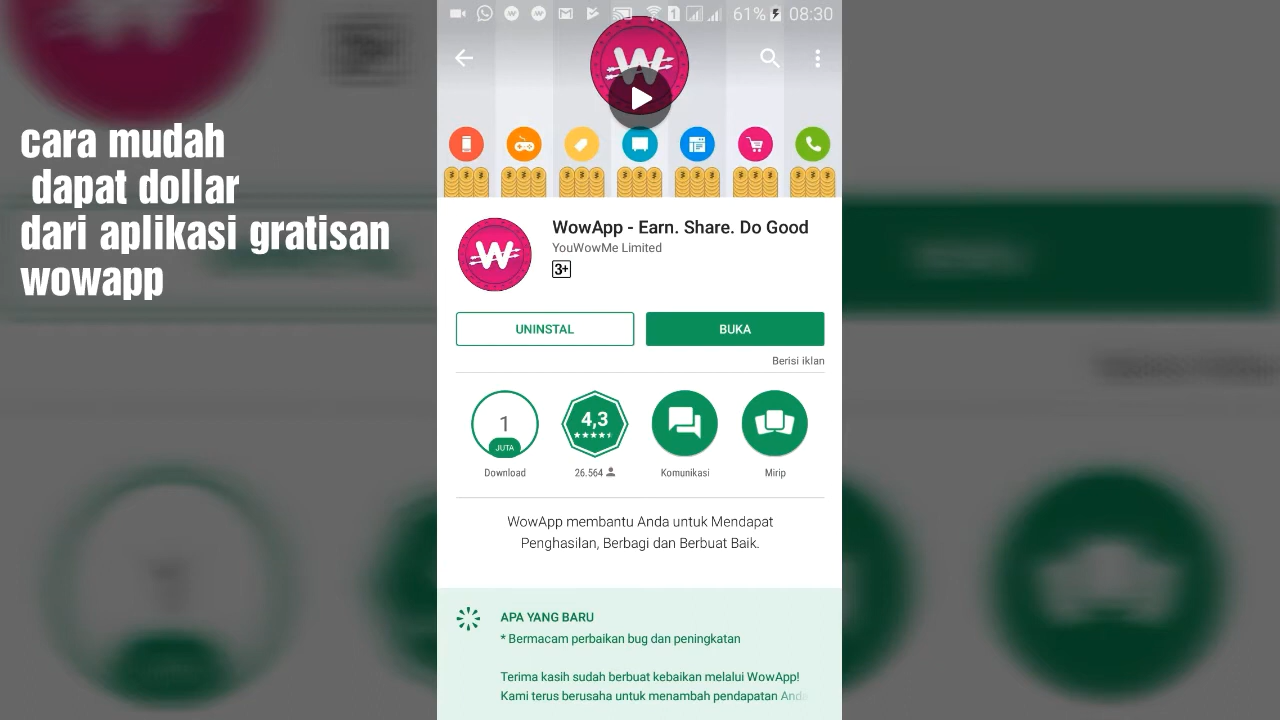 cara mudah
dapat dollar
dari aplikasi gratisan
wowapp
61% 08:30
W
WowApp - Earn. Share. Do Good
YouWowMe Limited
3+
W
UNINSTAL
BUKA
Berisi iklan
1
JUTA
4,3
Download
26.564
Komunikasi
Mirip
WowApp membantu Anda untuk Mendapat
Penghasilan, Berbagi dan Berbuat Baik.
APA YANG BARU
* Bermacam perbaikan bug dan peningkatan
Terima kasih sudah berbuat kebaikan melalui WowApp!
Kami terus berusaha untuk menambah pendapatan Anda